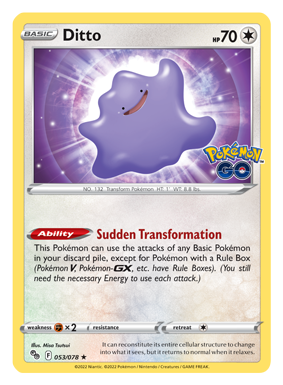 BASIC Ditto HP 70
Pokémon
GO
NO. 132 Transform Pokémon HT. 1' WT. 8.8 lbs.
Ability Sudden Transformation
This Pokémon can use the attacks of any Basic Pokémon
in your discard pile, except for Pokémon with a Rule Box
(Pokémon V, Pokémon-GX, etc. have Rule Boxes). (You still
need the necessary Energy to use each attack.)
weakness ×2 resistance retreat
Illus. Misa Tsutsui
F 053/078 ★
It can reconstitute its entire cellular structure to change
into what it sees, but it returns to normal when it relaxes.
©2022 Niantic. ©2022 Pokémon / Nintendo / Creatures / GAME FREAK.